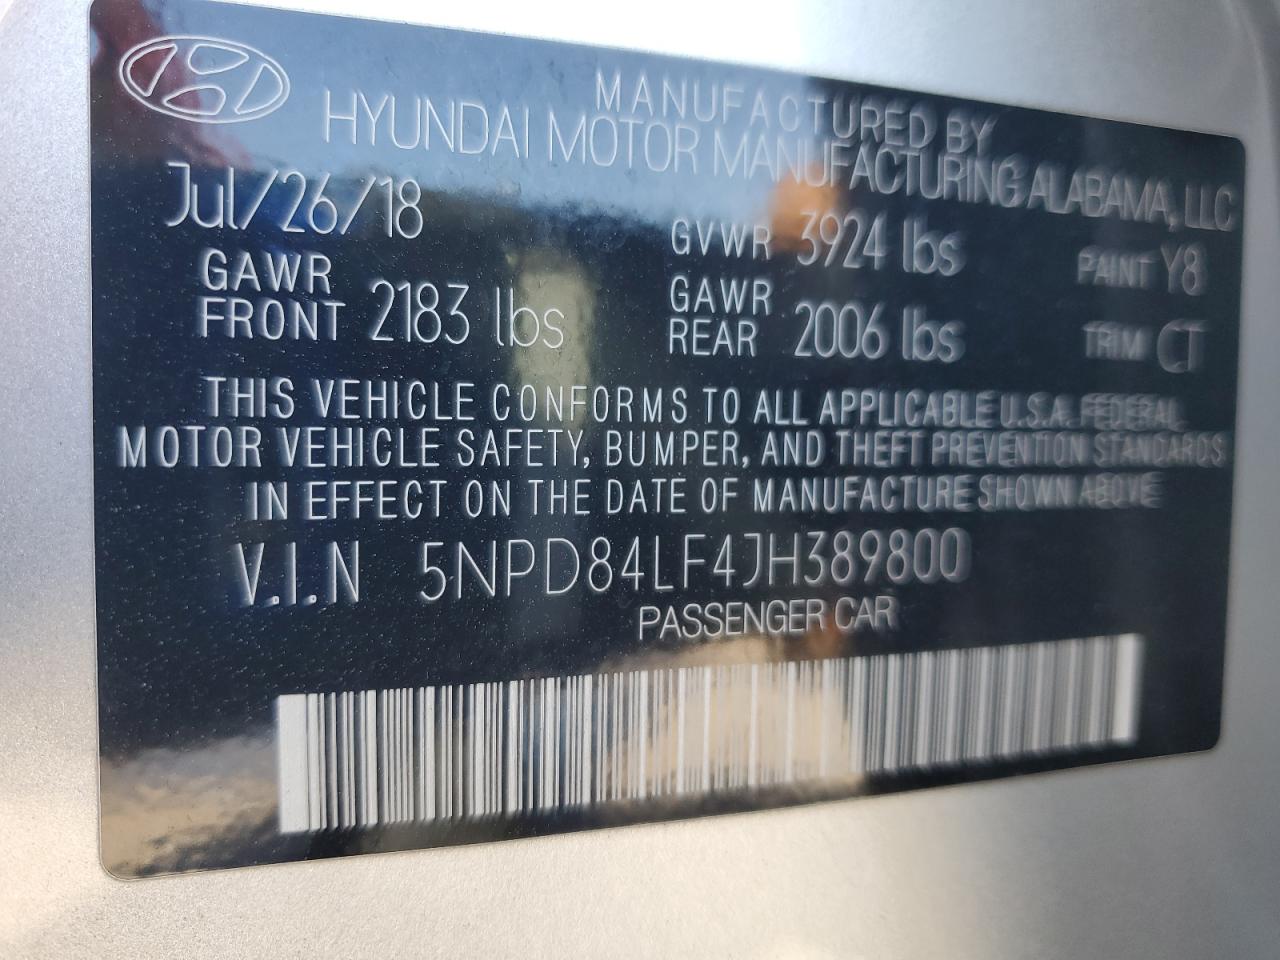 MANUFACTURED BY
HYUNDAI MOTOR MANUFACTURING ALABAMA, LLC
Jul/26/18
GVWR 3924 lbs PAINT Y8
GAWR FRONT 2183 lbs
GAWR REAR 2006 lbs TRIM CT
THIS VEHICLE CONFORMS TO ALL APPLICABLE U.S.A. FEDERAL
MOTOR VEHICLE SAFETY, BUMPER, AND THEFT PREVENTION STANDARDS
IN EFFECT ON THE DATE OF MANUFACTURE SHOWN ABOVE
V.I.N 5NPD84LF4JH389800
PASSENGER CAR